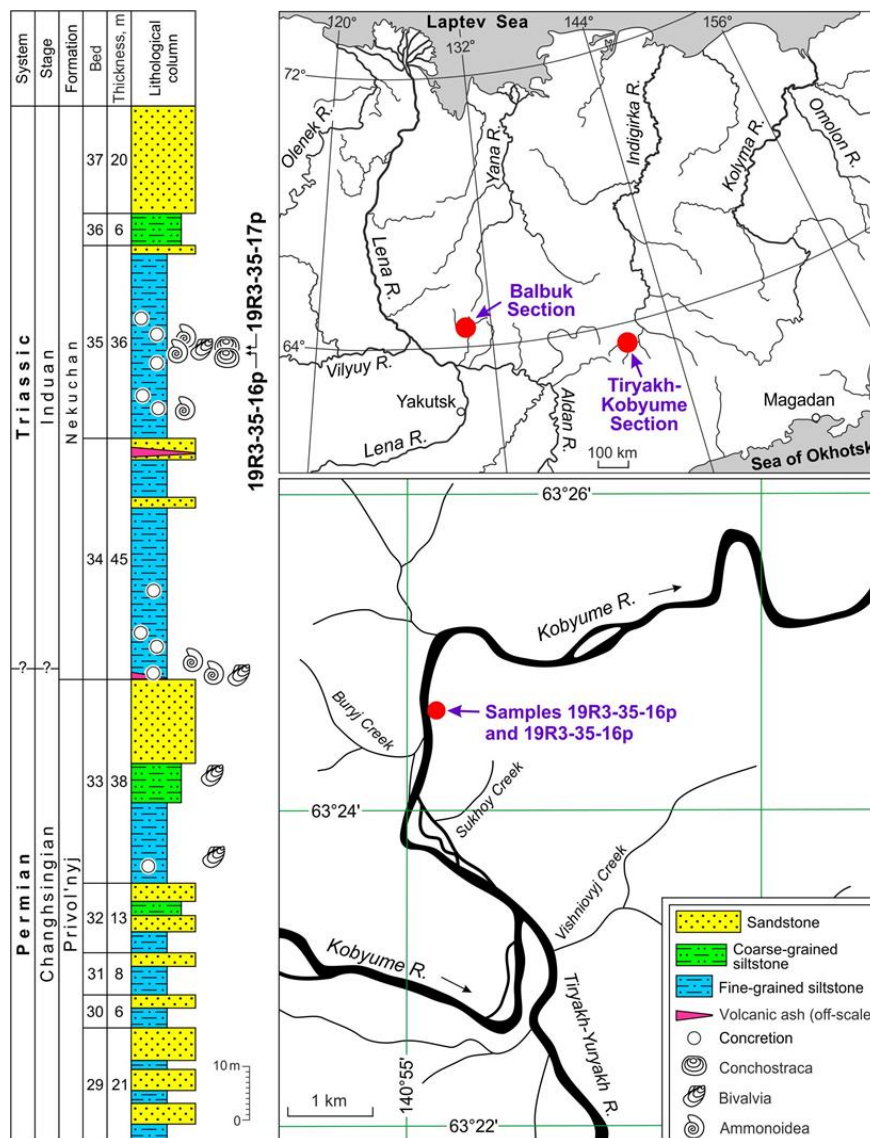 System
Stage
Formation
Bed
Thickness, m
Lithological
column
Triassic
Induan
Nekuchan
Permian
Changhsingian
Privol'nyj
-?-
-?-
37 20
36 6
35 36
34 45
33 38
32 13
31 8
30 6
29 21
19R3-35-16p
19R3-35-17p
10 m
0
120°
Laptev Sea
132°
144°
156°
72°
64°
Olenek R.
Lena R.
Yana R.
Indigirka R.
Kolyma R.
Omolon R.
Balbuk
Section
Vilyuy R.
Yakutsk
Lena R.
Aldan R.
Tiryakh-
Kobyume
Section
100 km
Magadan
Sea of Okhotsk
63°26'
Kobyume R.
Buryj Creek
Samples 19R3-35-16p
and 19R3-35-16p
63°24'
Sukhoy Creek
Vishniovyj Creek
Kobyume R.
Tiryakh-Yuryakh R.
1 km
140°55'
63°22'
Sandstone
Coarse-grained
siltstone
Fine-grained siltstone
Volcanic ash (off-scale)
Concretion
Conchostraca
Bivalvia
Ammonoidea